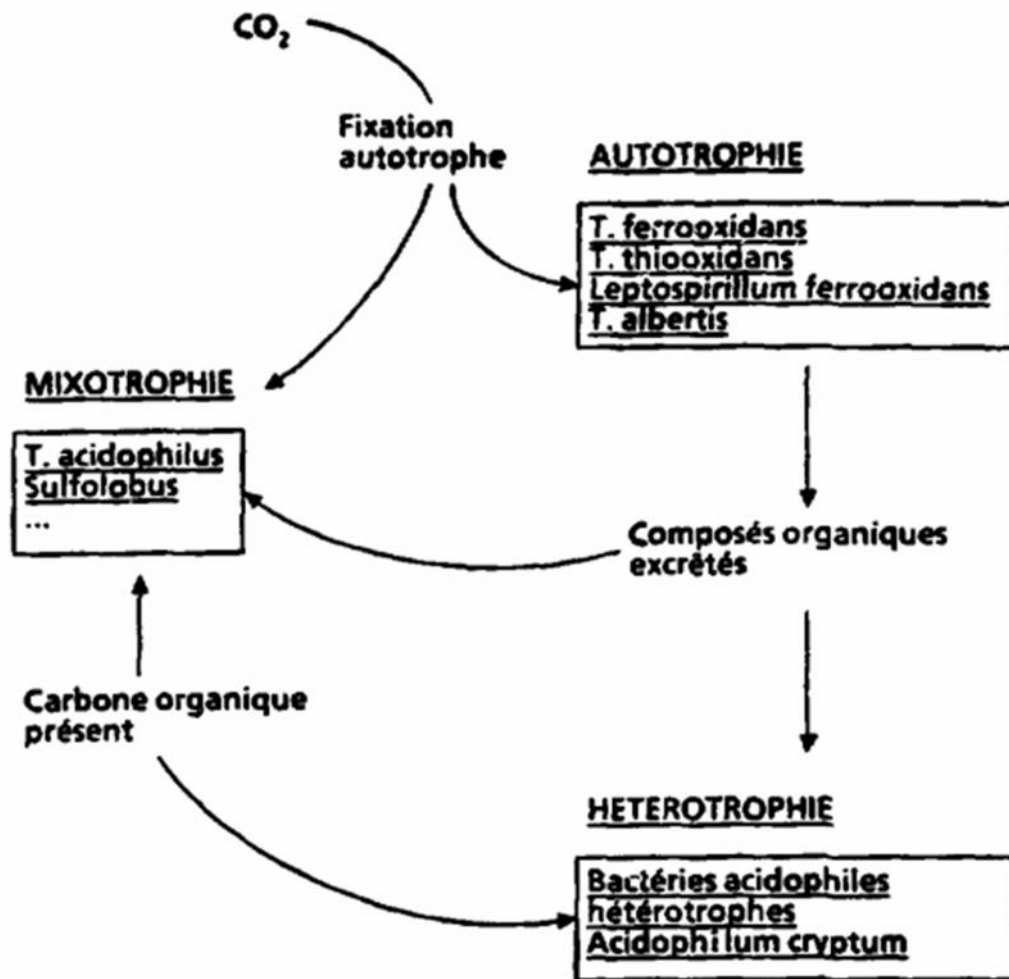 CO₂
Fixation
autotrophe
AUTOTROPHIE
T. ferrooxidans
T. thiooxidans
Leptospirillum ferrooxidans
T. albertis
MIXOTROPHIE
T. acidophilus
Sulfolobus
...
Composés organiques
excrêtés
Carbone organique
présent
HETEROTROPHIE
Bactéries acidophiles
hétérotrophes
Acidophilum cryptum